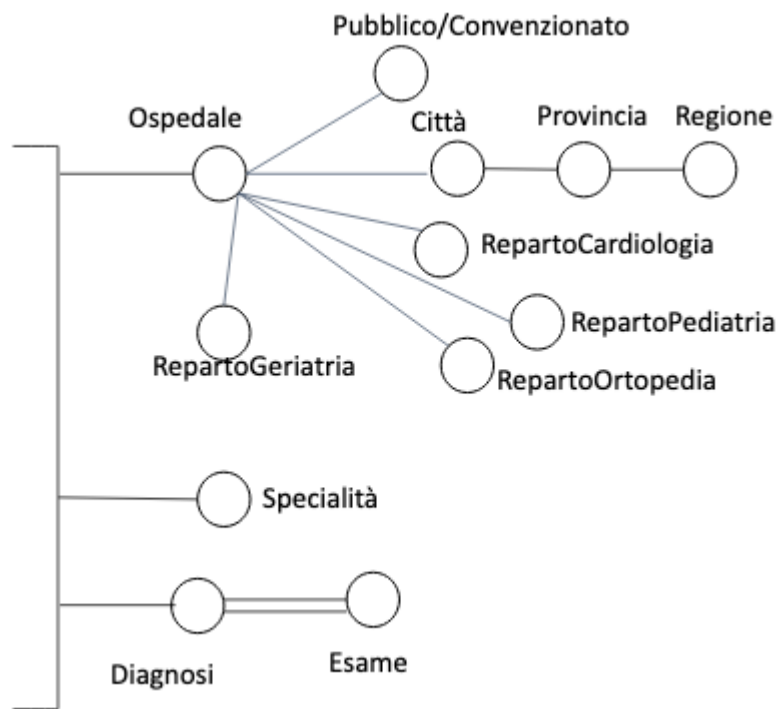 Pubblico/Convenzionato
Ospedale
Città
Provincia
Regione
RepartoCardiologia
RepartoPediatria
RepartoGeriatria
RepartoOrtopedia
Specialità
Diagnosi
Esame